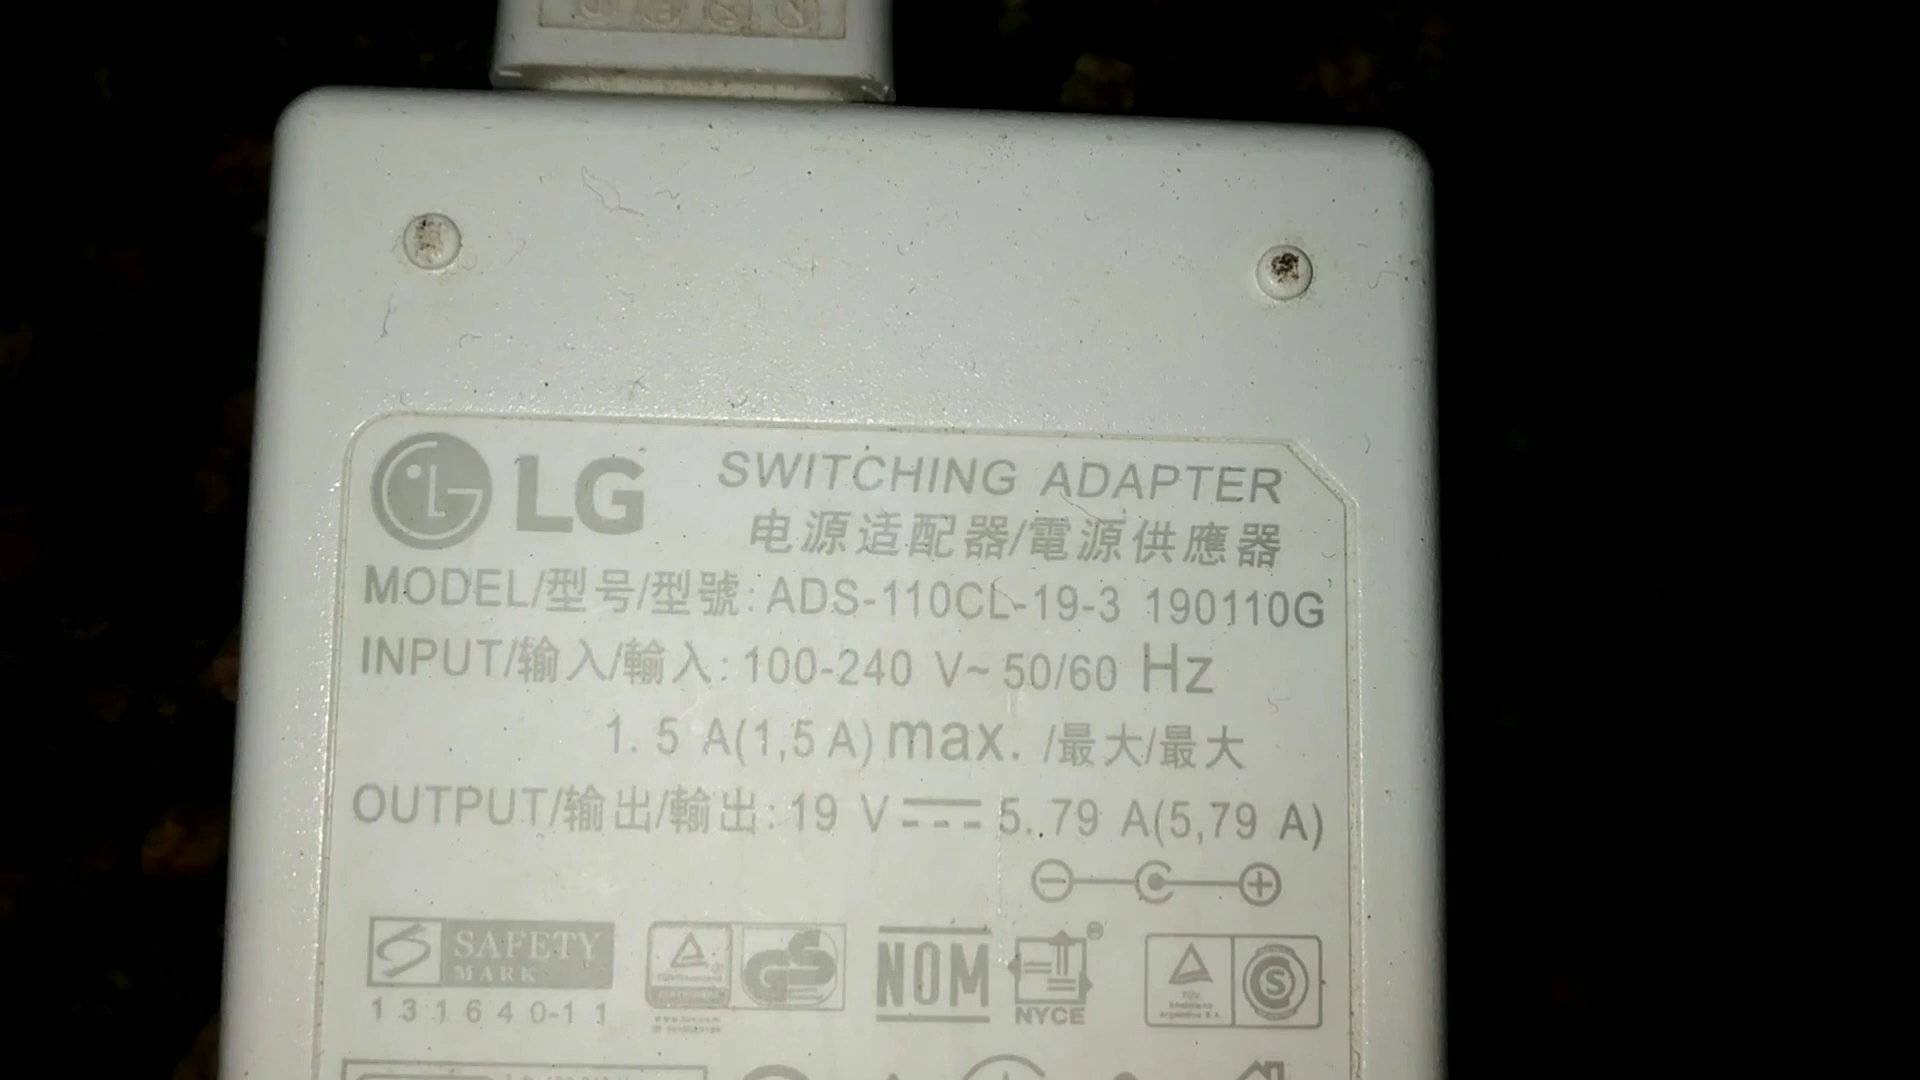 LG SWITCHING ADAPTER
电源适配器/電源供應器
MODEL/型号/型號: ADS-110CL-19-3 190110G
INPUT/输入/輸入: 100-240 V~ 50/60 Hz
1. 5 A(1,5 A) max. /最大/最大
OUTPUT/输出/輸出: 19 V⎓ 5. 79 A(5,79 A)
SAFETY
MARK
131640-11
GS
NOM
NYCE
TÜV
S